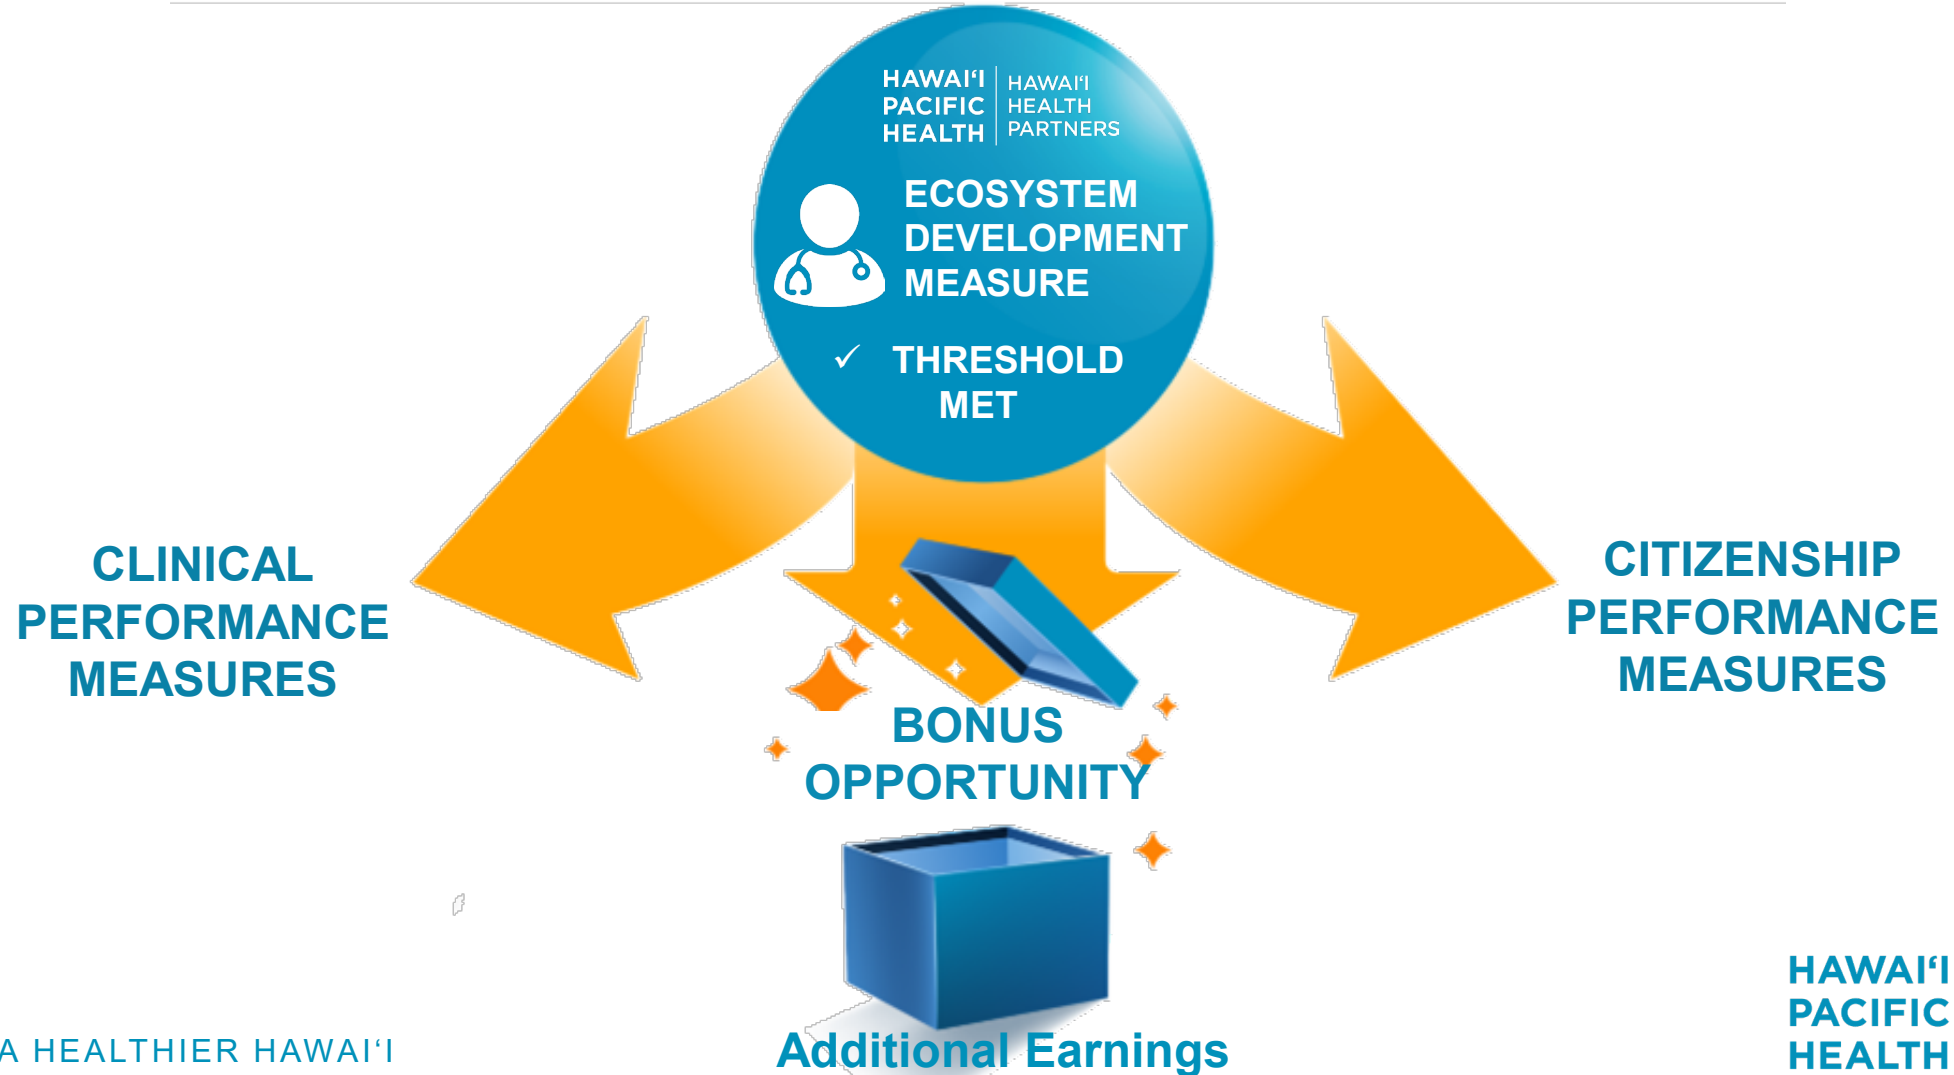 HAWAIʻI
PACIFIC
HEALTH
HAWAIʻI
HEALTH
PARTNERS
ECOSYSTEM
DEVELOPMENT
MEASURE
✓ THRESHOLD
MET
CLINICAL
PERFORMANCE
MEASURES
CITIZENSHIP
PERFORMANCE
MEASURES
BONUS
OPPORTUNITY
Additional Earnings
A HEALTHIER HAWAIʻI
HAWAIʻI
PACIFIC
HEALTH